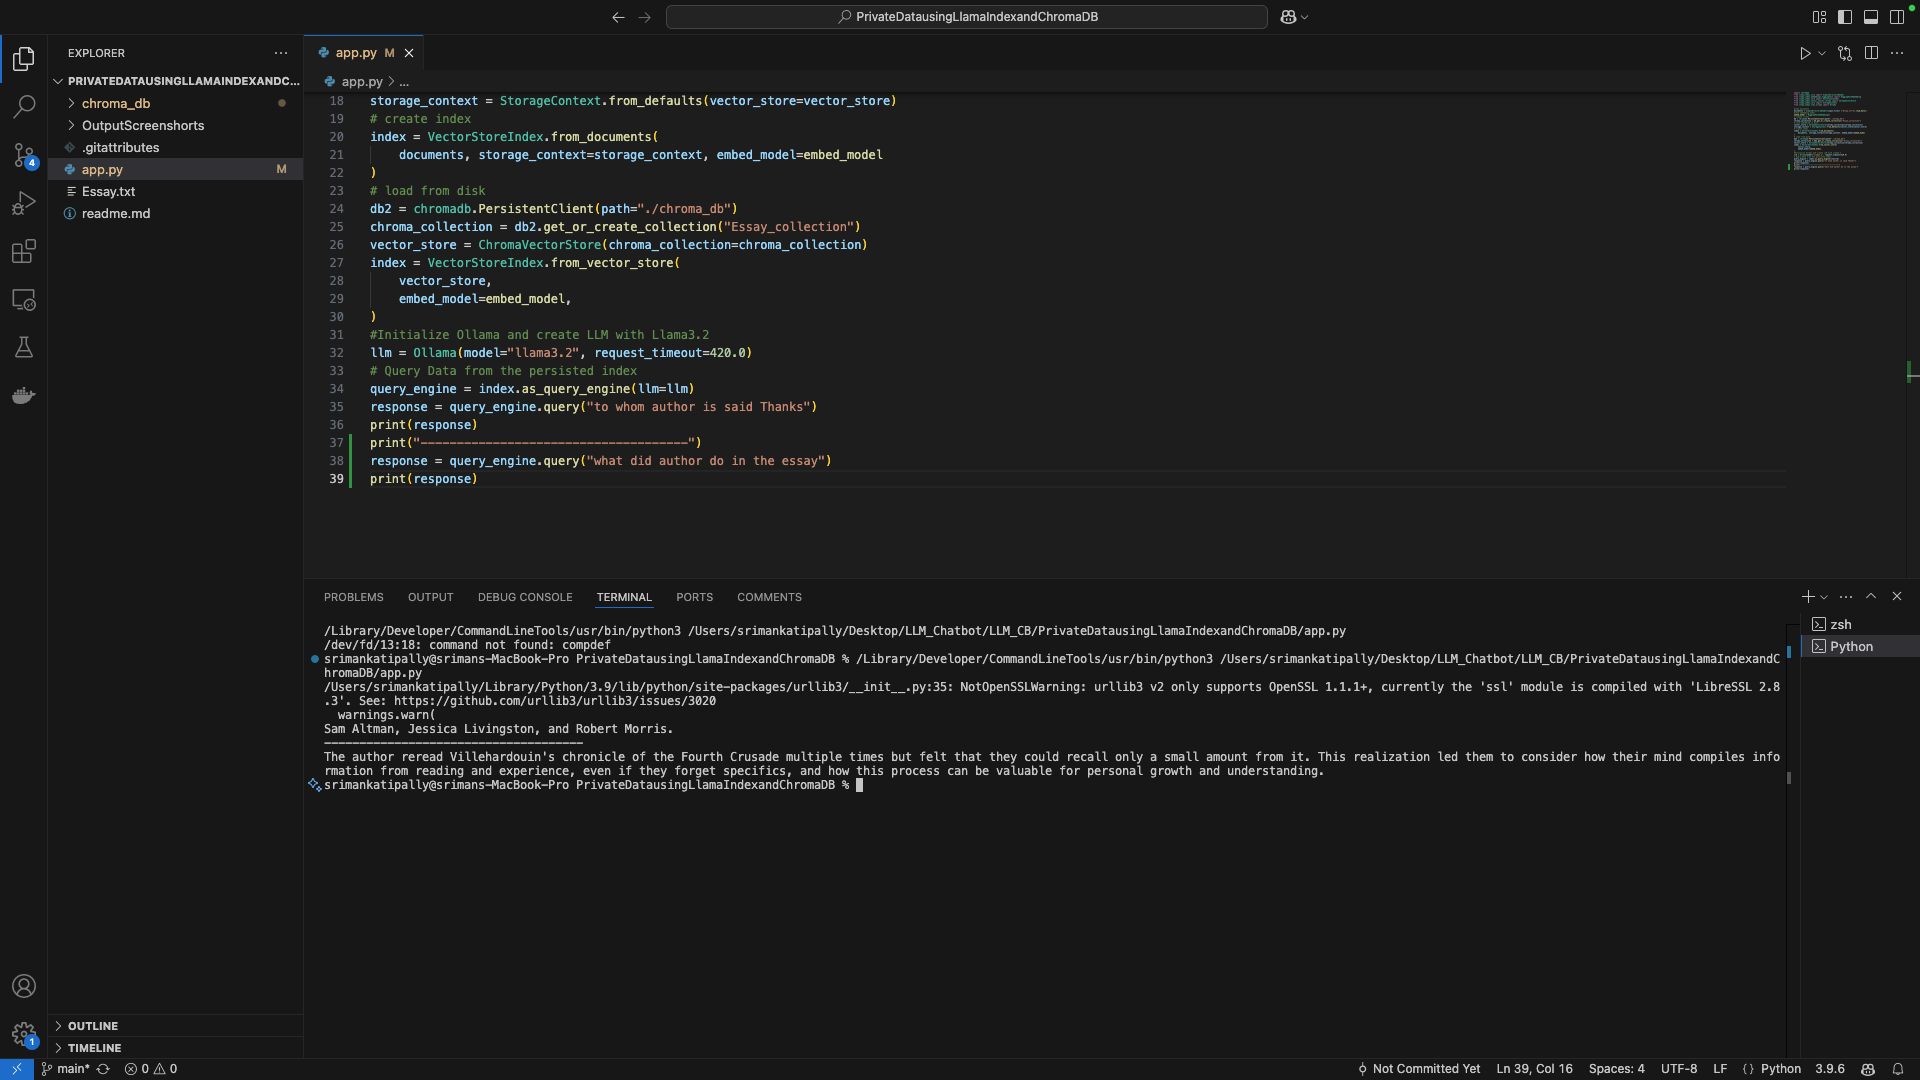 PrivateDatausingLlamaIndexandChromaDB
EXPLORER
PRIVATEDATAUSINGLLAMAINDEXANDC...
chroma_db
OutputScreenshorts
.gitattributes
app.py M
Essay.txt
readme.md
4
app.py M
app.py > ...
18 storage_context = StorageContext.from_defaults(vector_store=vector_store)
19 # create index
20 index = VectorStoreIndex.from_documents(
21     documents, storage_context=storage_context, embed_model=embed_model
22 )
23 # load from disk
24 db2 = chromadb.PersistentClient(path="./chroma_db")
25 chroma_collection = db2.get_or_create_collection("Essay_collection")
26 vector_store = ChromaVectorStore(chroma_collection=chroma_collection)
27 index = VectorStoreIndex.from_vector_store(
28     vector_store,
29     embed_model=embed_model,
30 )
31 #Initialize Ollama and create LLM with Llama3.2
32 llm = Ollama(model="llama3.2", request_timeout=420.0)
33 # Query Data from the persisted index
34 query_engine = index.as_query_engine(llm=llm)
35 response = query_engine.query("to whom author is said Thanks")
36 print(response)
37 print("-------------------------------------")
38 response = query_engine.query("what did author do in the essay")
39 print(response)
PROBLEMS OUTPUT DEBUG CONSOLE TERMINAL PORTS COMMENTS
/Library/Developer/CommandLineTools/usr/bin/python3 /Users/srimankatipally/Desktop/LLM_Chatbot/LLM_CB/PrivateDatausingLlamaIndexandChromaDB/app.py
/dev/fd/13:18: command not found: compdef
srimankatipally@srimans-MacBook-Pro PrivateDatausingLlamaIndexandChromaDB % /Library/Developer/CommandLineTools/usr/bin/python3 /Users/srimankatipally/Desktop/LLM_Chatbot/LLM_CB/PrivateDatausingLlamaIndexandC
hromaDB/app.py
/Users/srimankatipally/Library/Python/3.9/lib/python/site-packages/urllib3/__init__.py:35: NotOpenSSLWarning: urllib3 v2 only supports OpenSSL 1.1.1+, currently the 'ssl' module is compiled with 'LibreSSL 2.8
.3'. See: https://github.com/urllib3/urllib3/issues/3020
  warnings.warn(
Sam Altman, Jessica Livingston, and Robert Morris.
-------------------------------------
The author reread Villehardouin's chronicle of the Fourth Crusade multiple times but felt that they could recall only a small amount from it. This realization led them to consider how their mind compiles info
rmation from reading and experience, even if they forget specifics, and how this process can be valuable for personal growth and understanding.
srimankatipally@srimans-MacBook-Pro PrivateDatausingLlamaIndexandChromaDB %
zsh
Python
OUTLINE
TIMELINE
1
main* 0 0
Not Committed Yet Ln 39, Col 16 Spaces: 4 UTF-8 LF {} Python 3.9.6